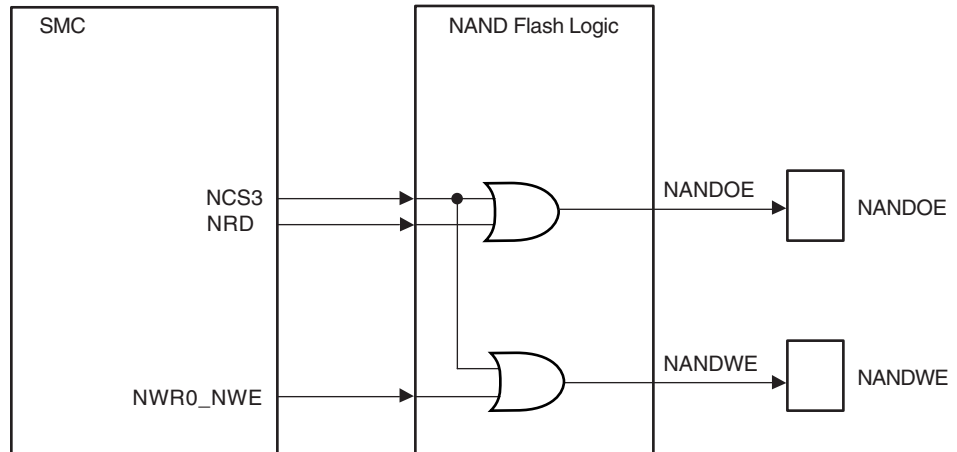 SMC
NAND Flash Logic
NCS3
NRD
NANDOE
NANDOE
NWR0_NWE
NANDWE
NANDWE